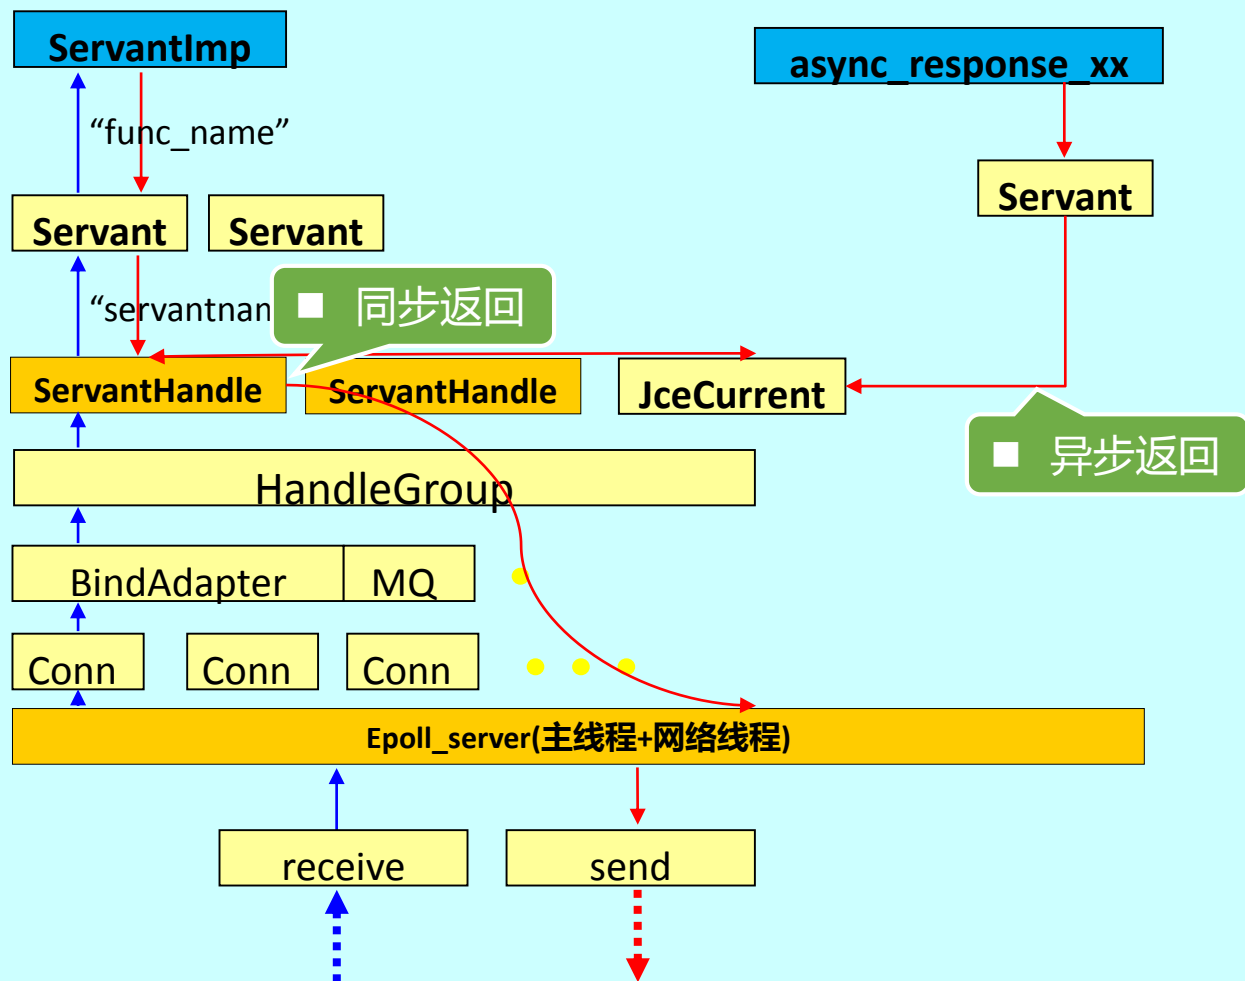 ServantImp
async_response_xx
“func_name”
Servant
Servant
Servant
“servantnam
■ 同步返回
ServantHandle
ServantHandle
JceCurrent
■ 异步返回
HandleGroup
BindAdapter
MQ
Conn
Conn
Conn
Epoll_server(主线程+网络线程)
receive
send